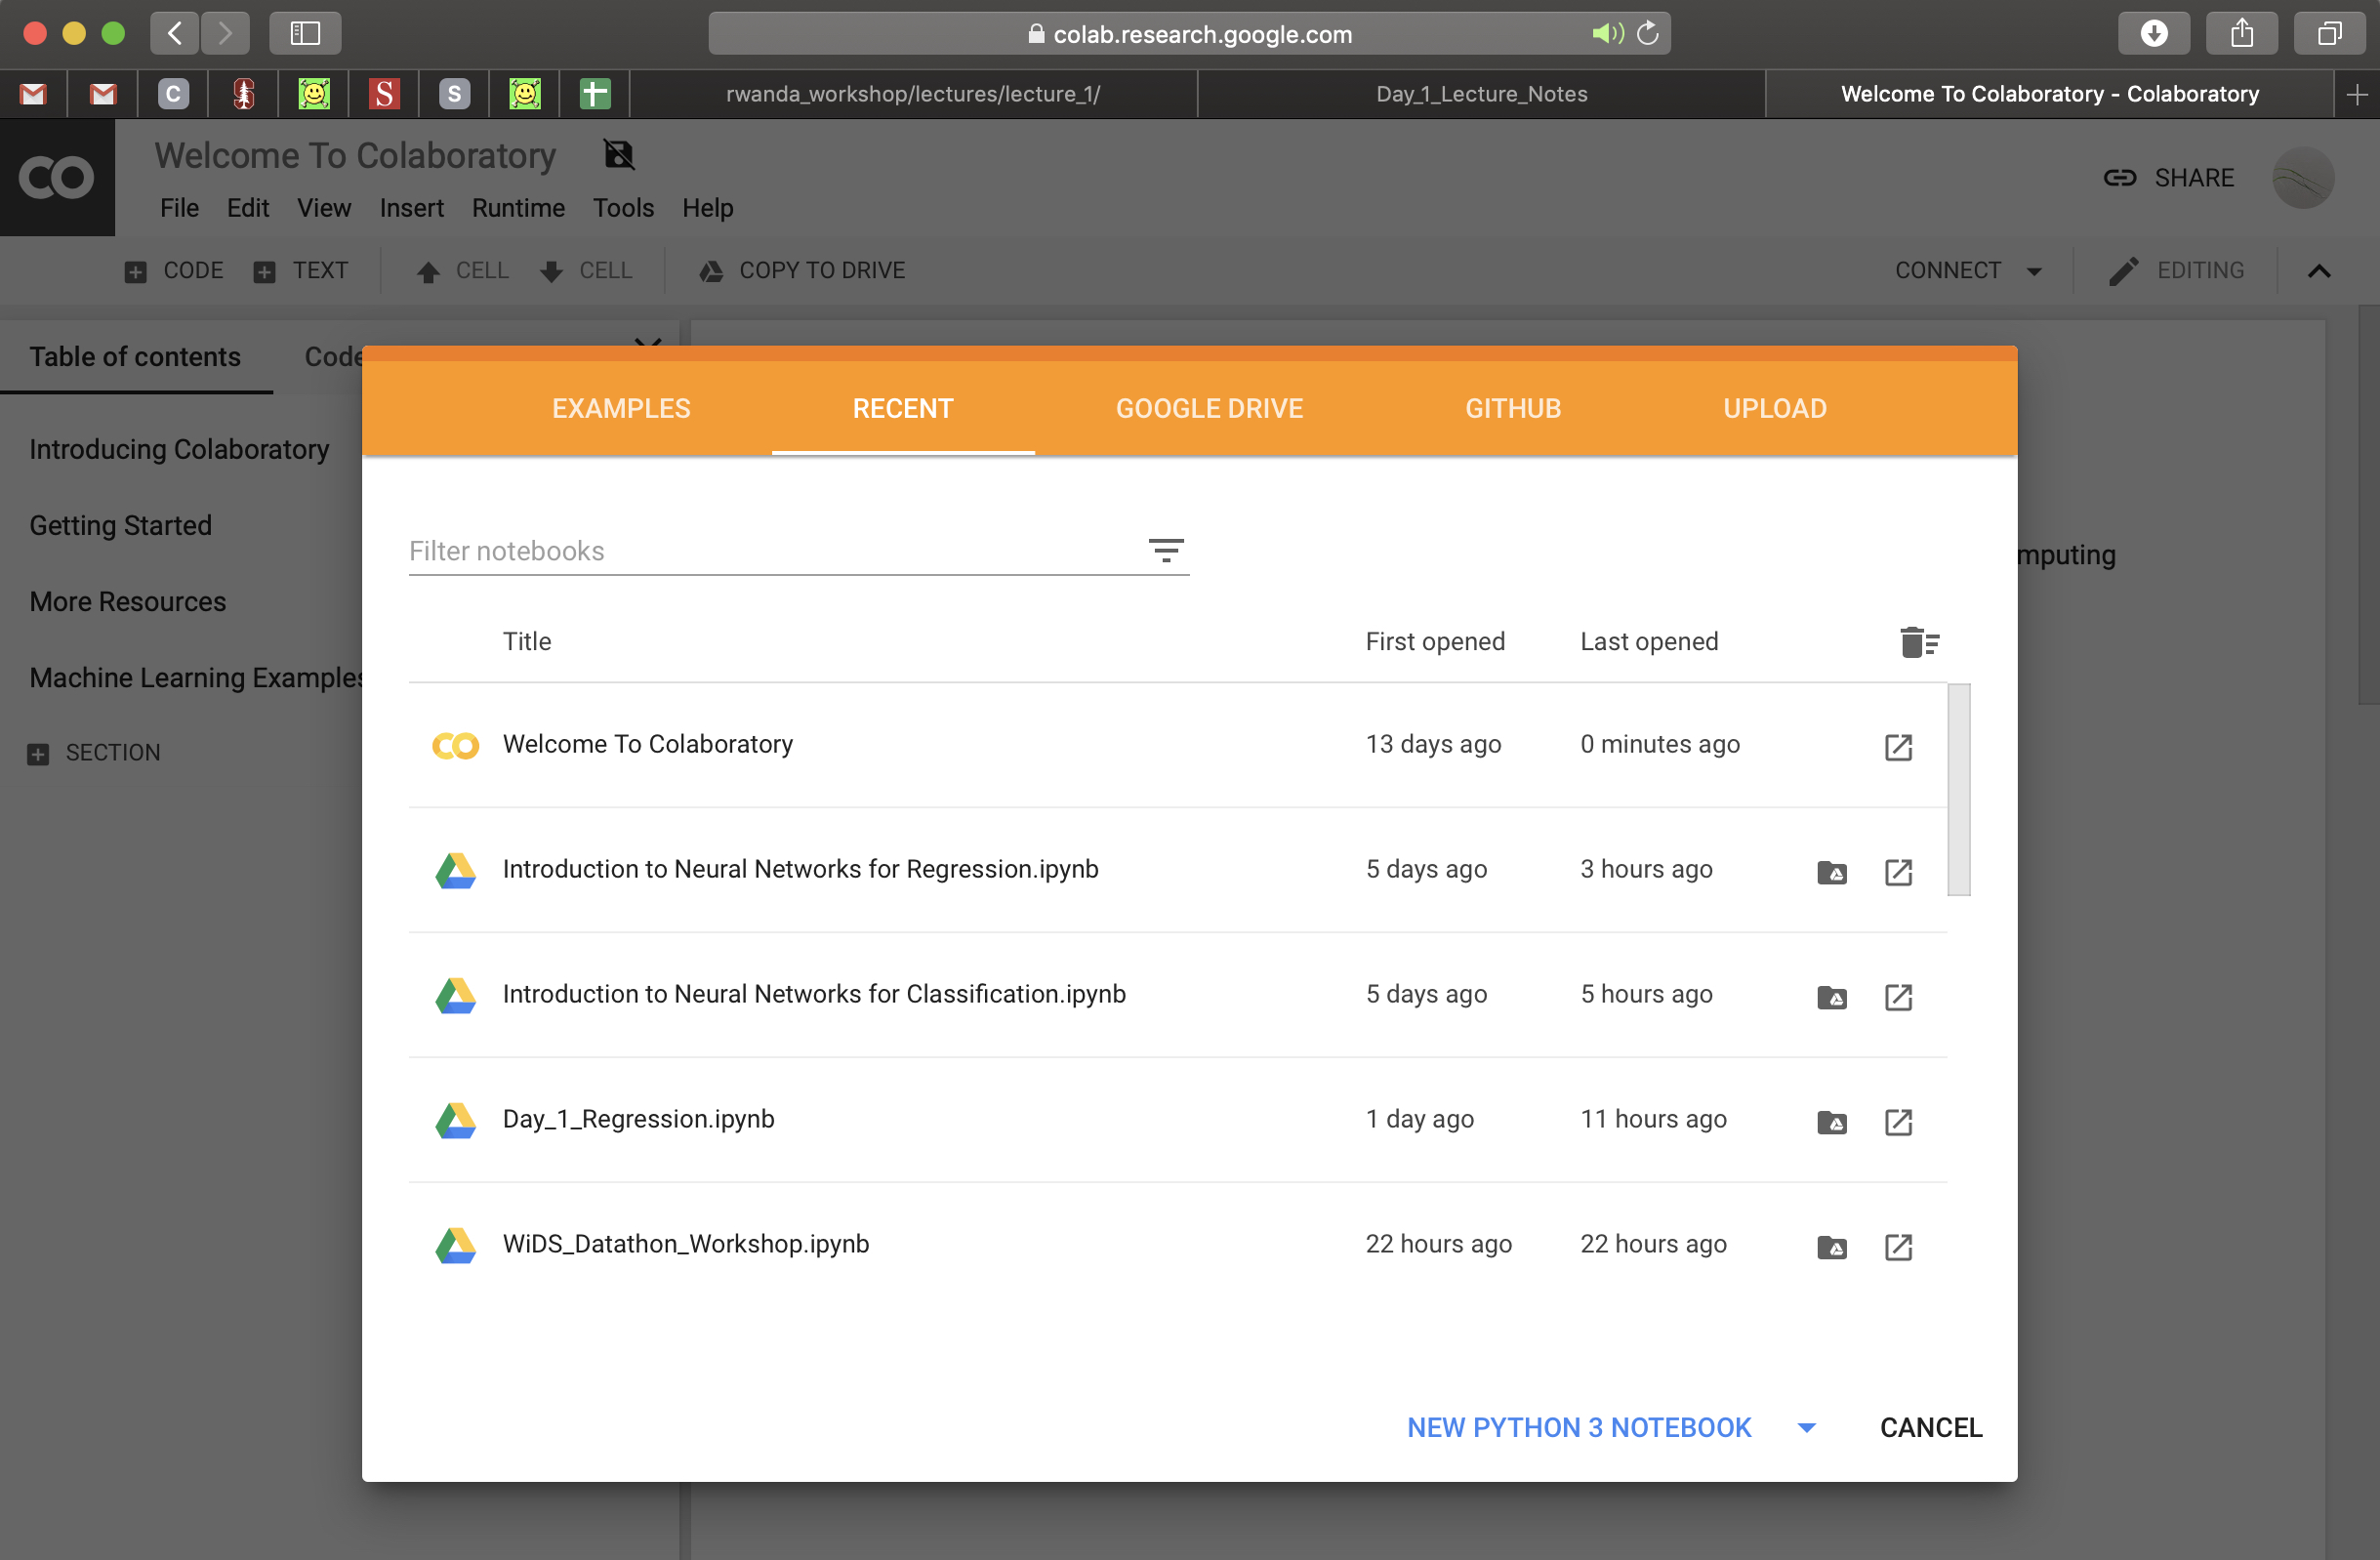 colab.research.google.com
C
S
S
rwanda_workshop/lectures/lecture_1/
Day_1_Lecture_Notes
Welcome To Colaboratory - Colaboratory
CO
Welcome To Colaboratory
File Edit View Insert Runtime Tools Help
SHARE
CODE TEXT CELL CELL COPY TO DRIVE
CONNECT EDITING
Table of contents Code
Introducing Colaboratory
Getting Started
More Resources
Machine Learning Examples
SECTION
mputing
EXAMPLES RECENT GOOGLE DRIVE GITHUB UPLOAD
Filter notebooks
Title First opened Last opened
Welcome To Colaboratory 13 days ago 0 minutes ago
Introduction to Neural Networks for Regression.ipynb 5 days ago 3 hours ago
Introduction to Neural Networks for Classification.ipynb 5 days ago 5 hours ago
Day_1_Regression.ipynb 1 day ago 11 hours ago
WiDS_Datathon_Workshop.ipynb 22 hours ago 22 hours ago
NEW PYTHON 3 NOTEBOOK CANCEL